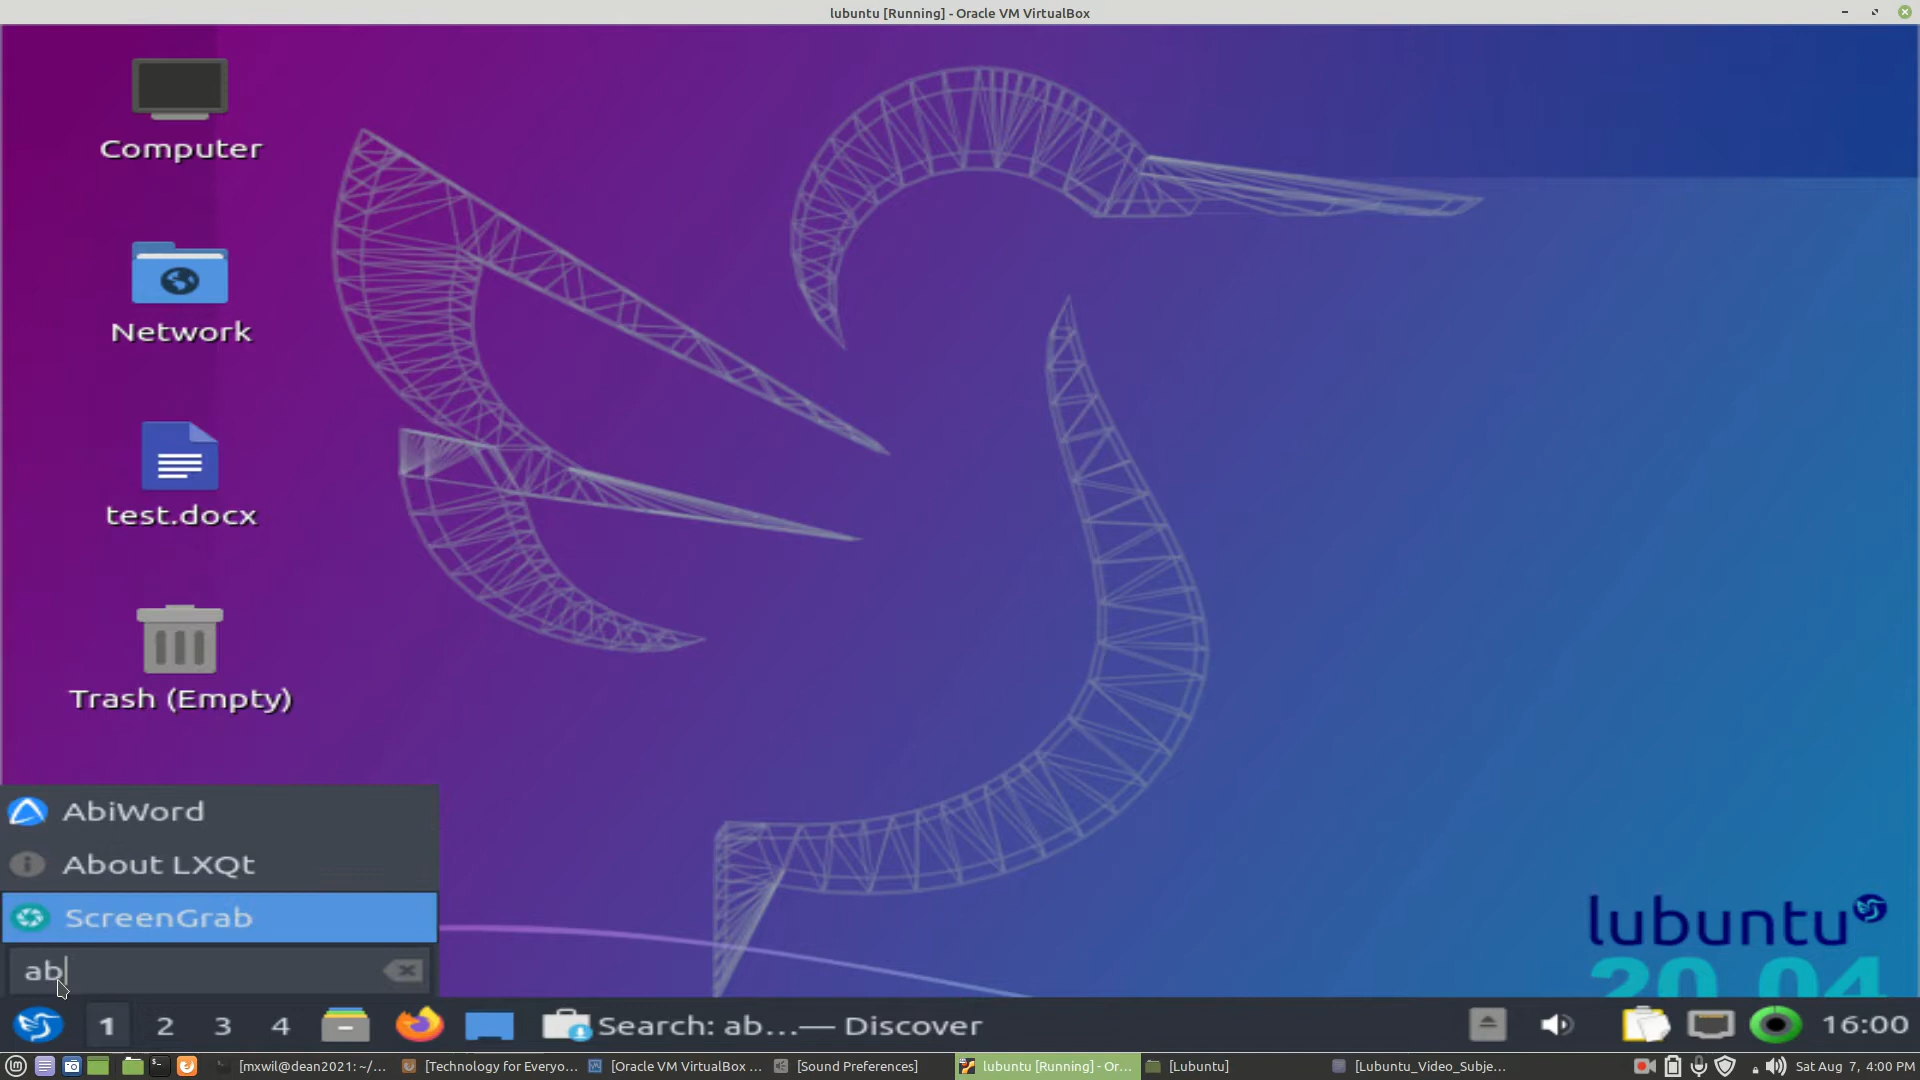 lubuntu [Running] - Oracle VM VirtualBox
Computer
Network
test.docx
Trash (Empty)
AbiWord
About LXQt
ScreenGrab
ab
lubuntu
20.04
1 2 3 4 Search: ab...— Discover 16:00
[mxwil@dean2021: ~/... [Technology for Everyo... [Oracle VM VirtualBox ... [Sound Preferences] lubuntu [Running] - Or... [Lubuntu] [Lubuntu_Video_Subje... Sat Aug 7, 4:00 PM